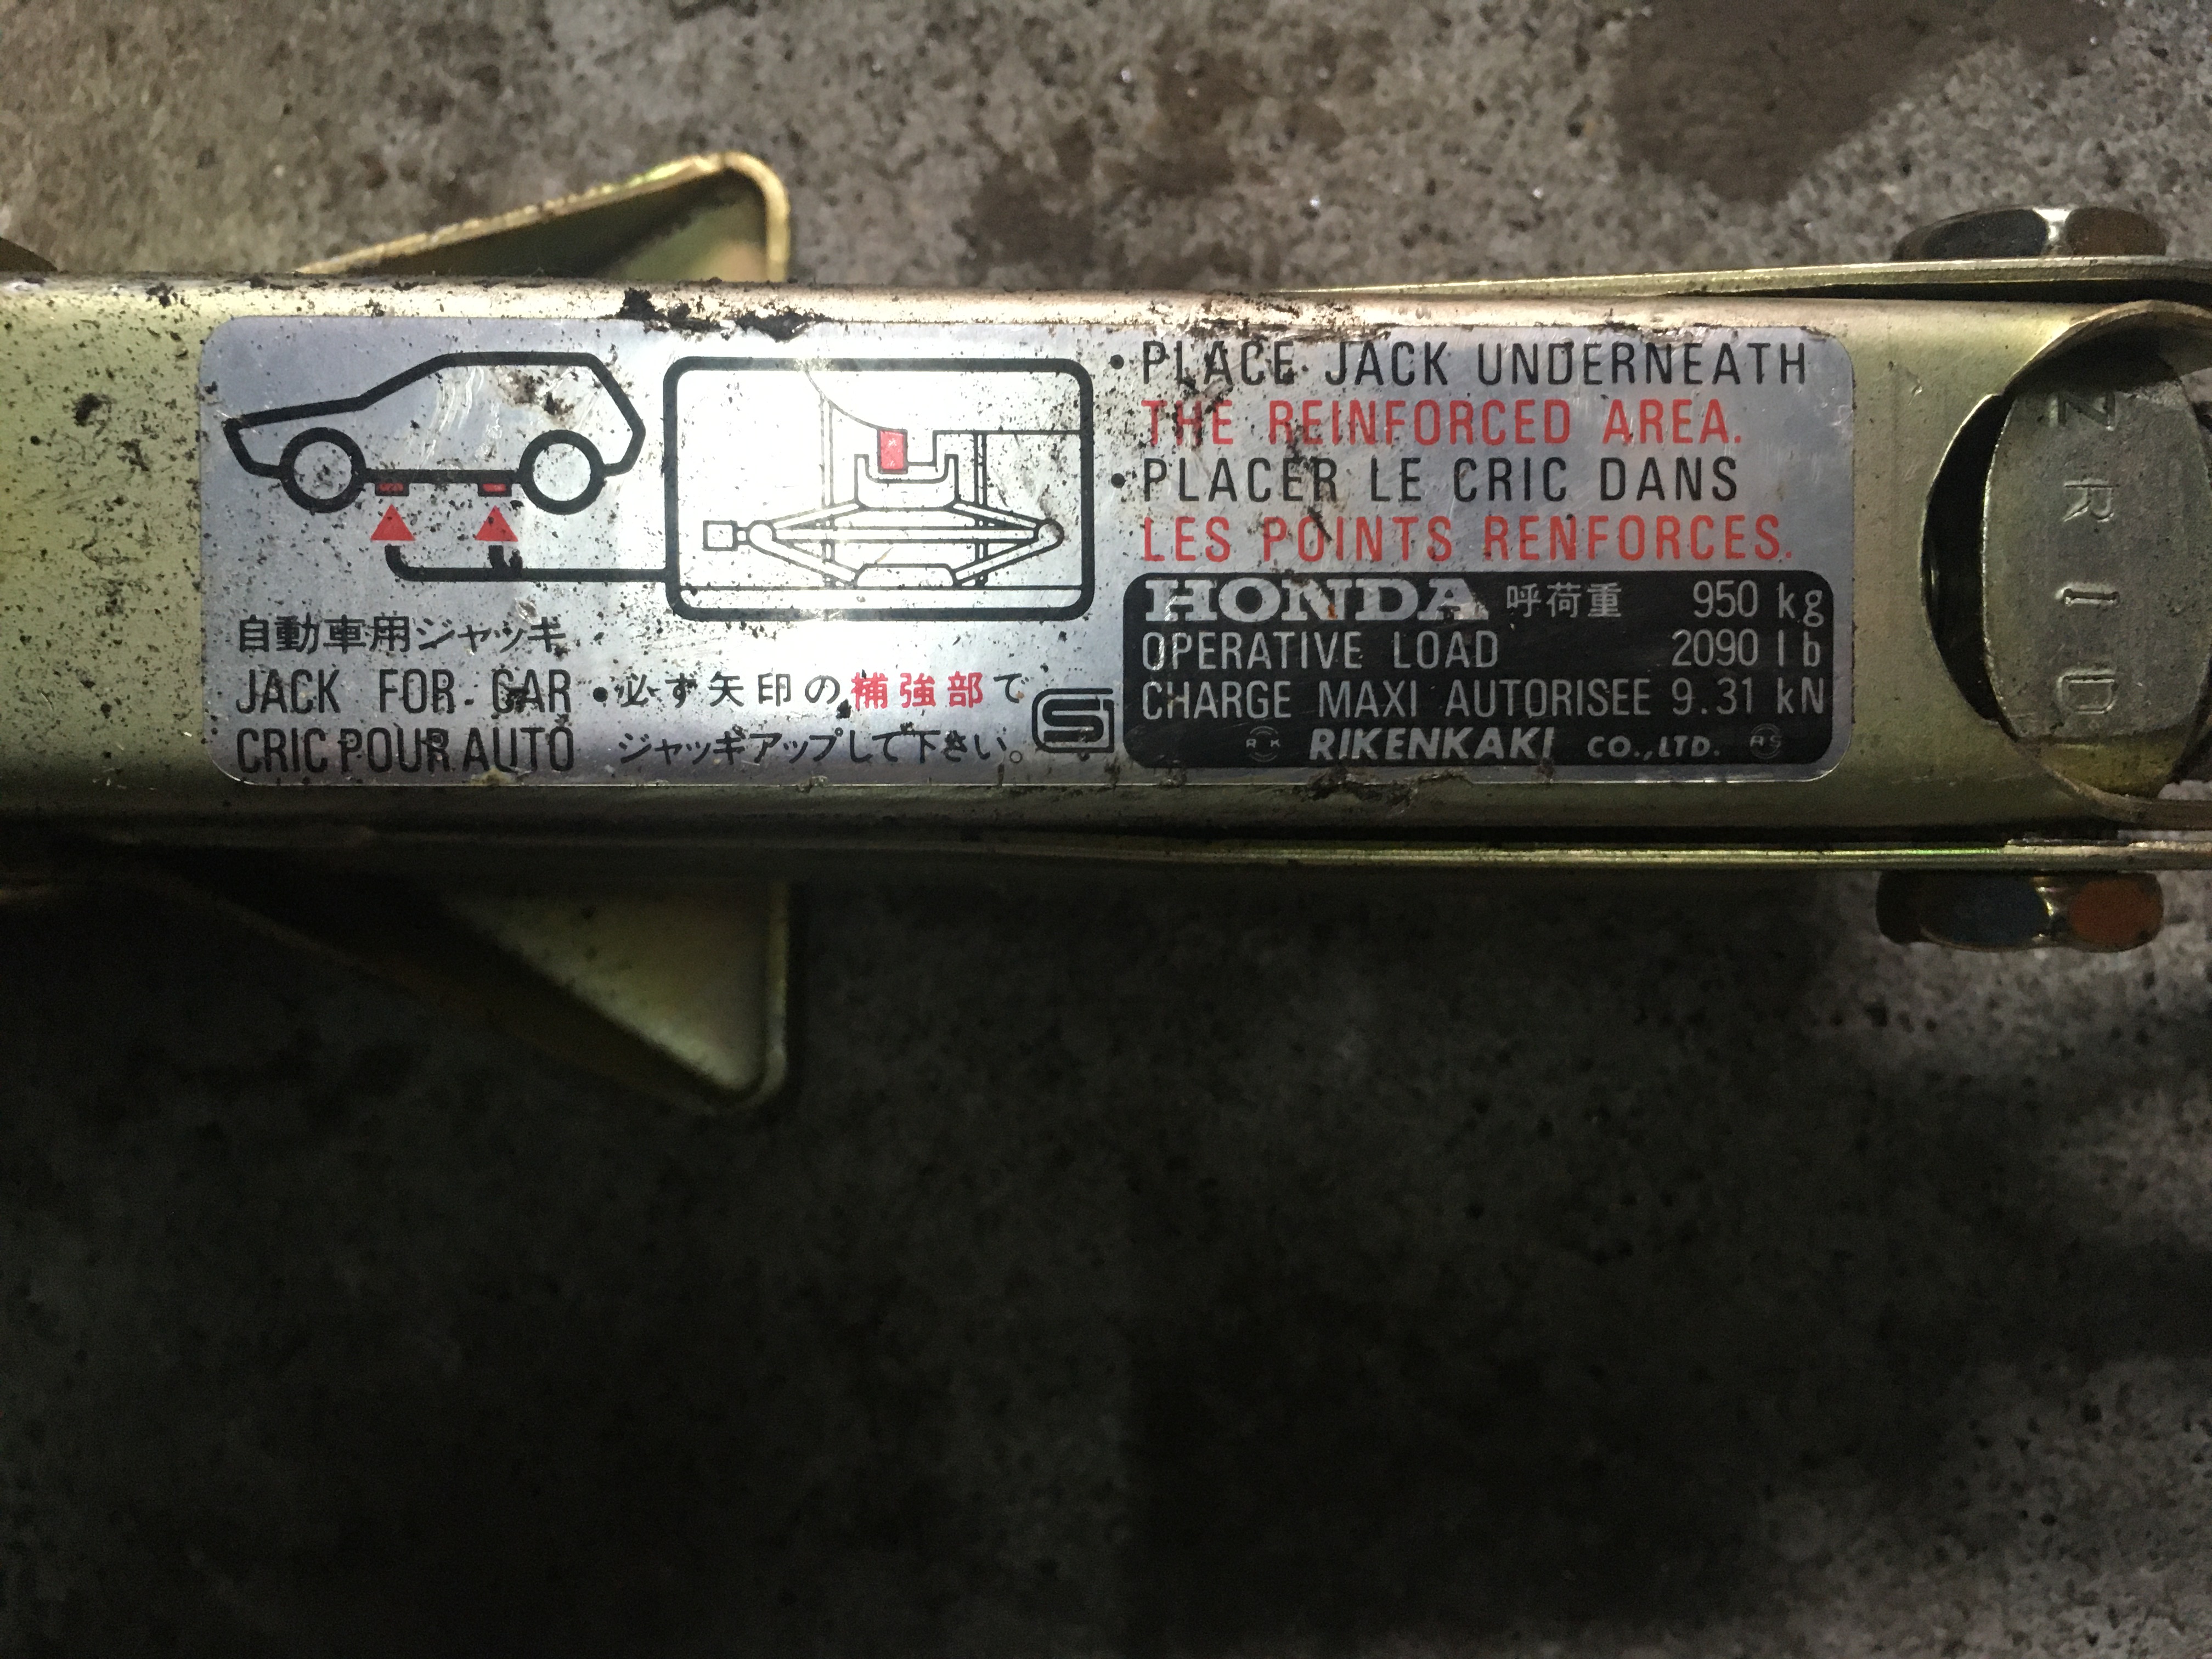 • PLACE JACK UNDERNEATH
THE REINFORCED AREA.
• PLACER LE CRIC DANS
LES POINTS RENFORCES.
自動車用ジャッキ
JACK FOR CAR
CRIC POUR AUTO
• 必ず矢印の補強部で
ジャッキアップして下さい。
S
HONDA 呼荷重 950 kg
OPERATIVE LOAD 2090 lb
CHARGE MAXI AUTORISEE 9.31 kN
RK RIKENKAKI CO.,LTD. RS
ZRID